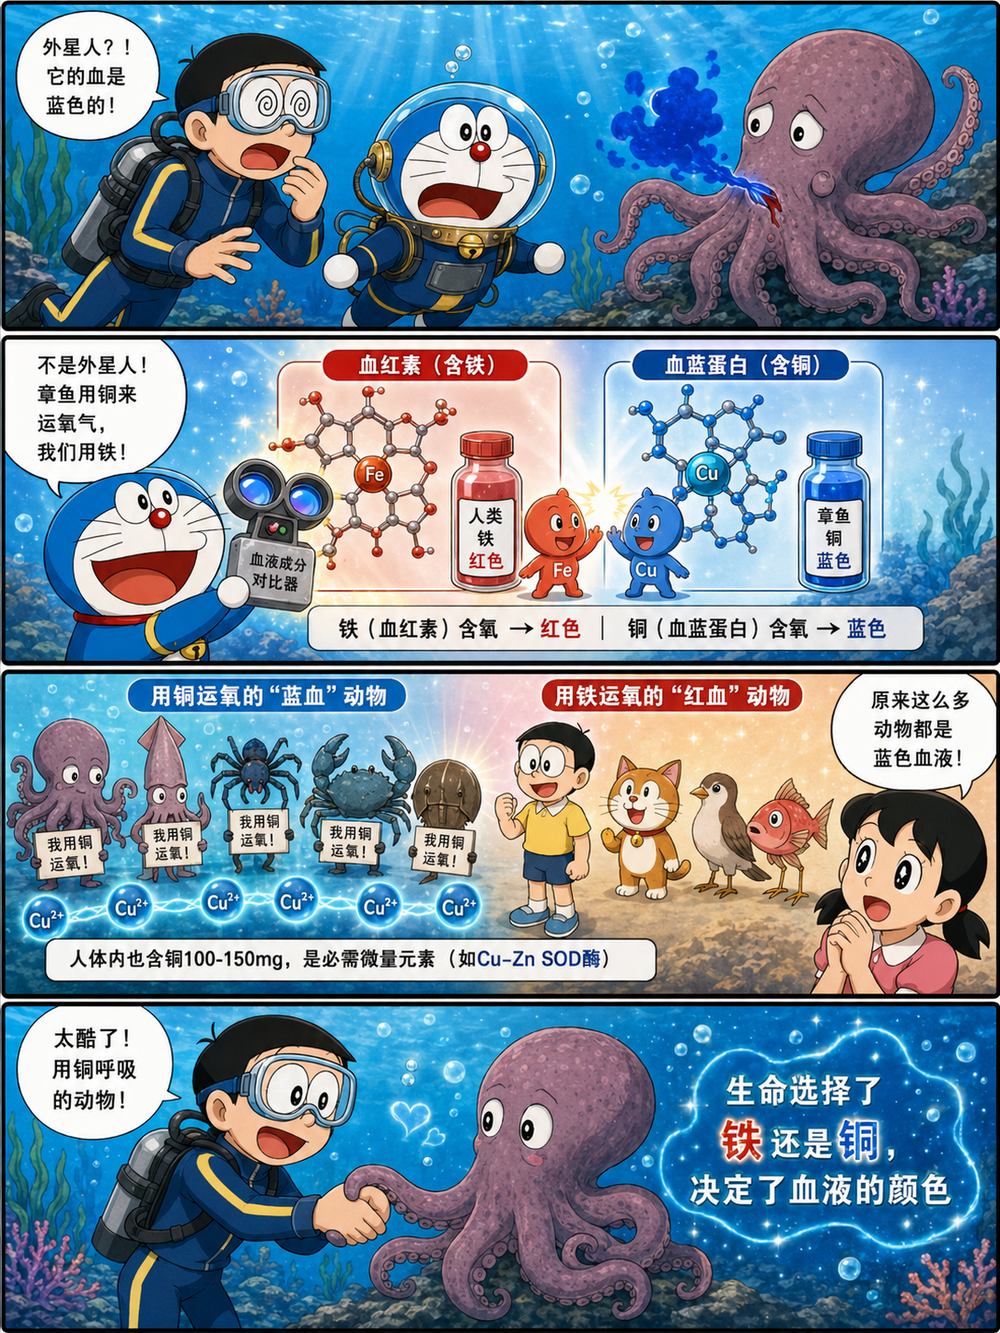 外星人？！
它的血是
蓝色的！
不是外星人！
章鱼用铜来
运氧气，
我们用铁！
血液成分
对比器
血红素（含铁）
Fe
人类
铁
红色
Fe
血蓝蛋白（含铜）
Cu
章鱼
铜
蓝色
Cu
铁（血红素）含氧 → 红色 | 铜（血蓝蛋白）含氧 → 蓝色
用铜运氧的“蓝血”动物
我用铜
运氧！
我用铜
运氧！
我用铜
运氧！
我用铜
运氧！
我用铜
运氧！
Cu²⁺
Cu²⁺
Cu²⁺
Cu²⁺
Cu²⁺
Cu²⁺
用铁运氧的“红血”动物
原来这么多
动物都是
蓝色血液！
人体内也含铜100-150mg，是必需微量元素（如Cu-Zn SOD酶）
太酷了！
用铜呼吸
的动物！
生命选择了
铁还是铜，
决定了血液的颜色